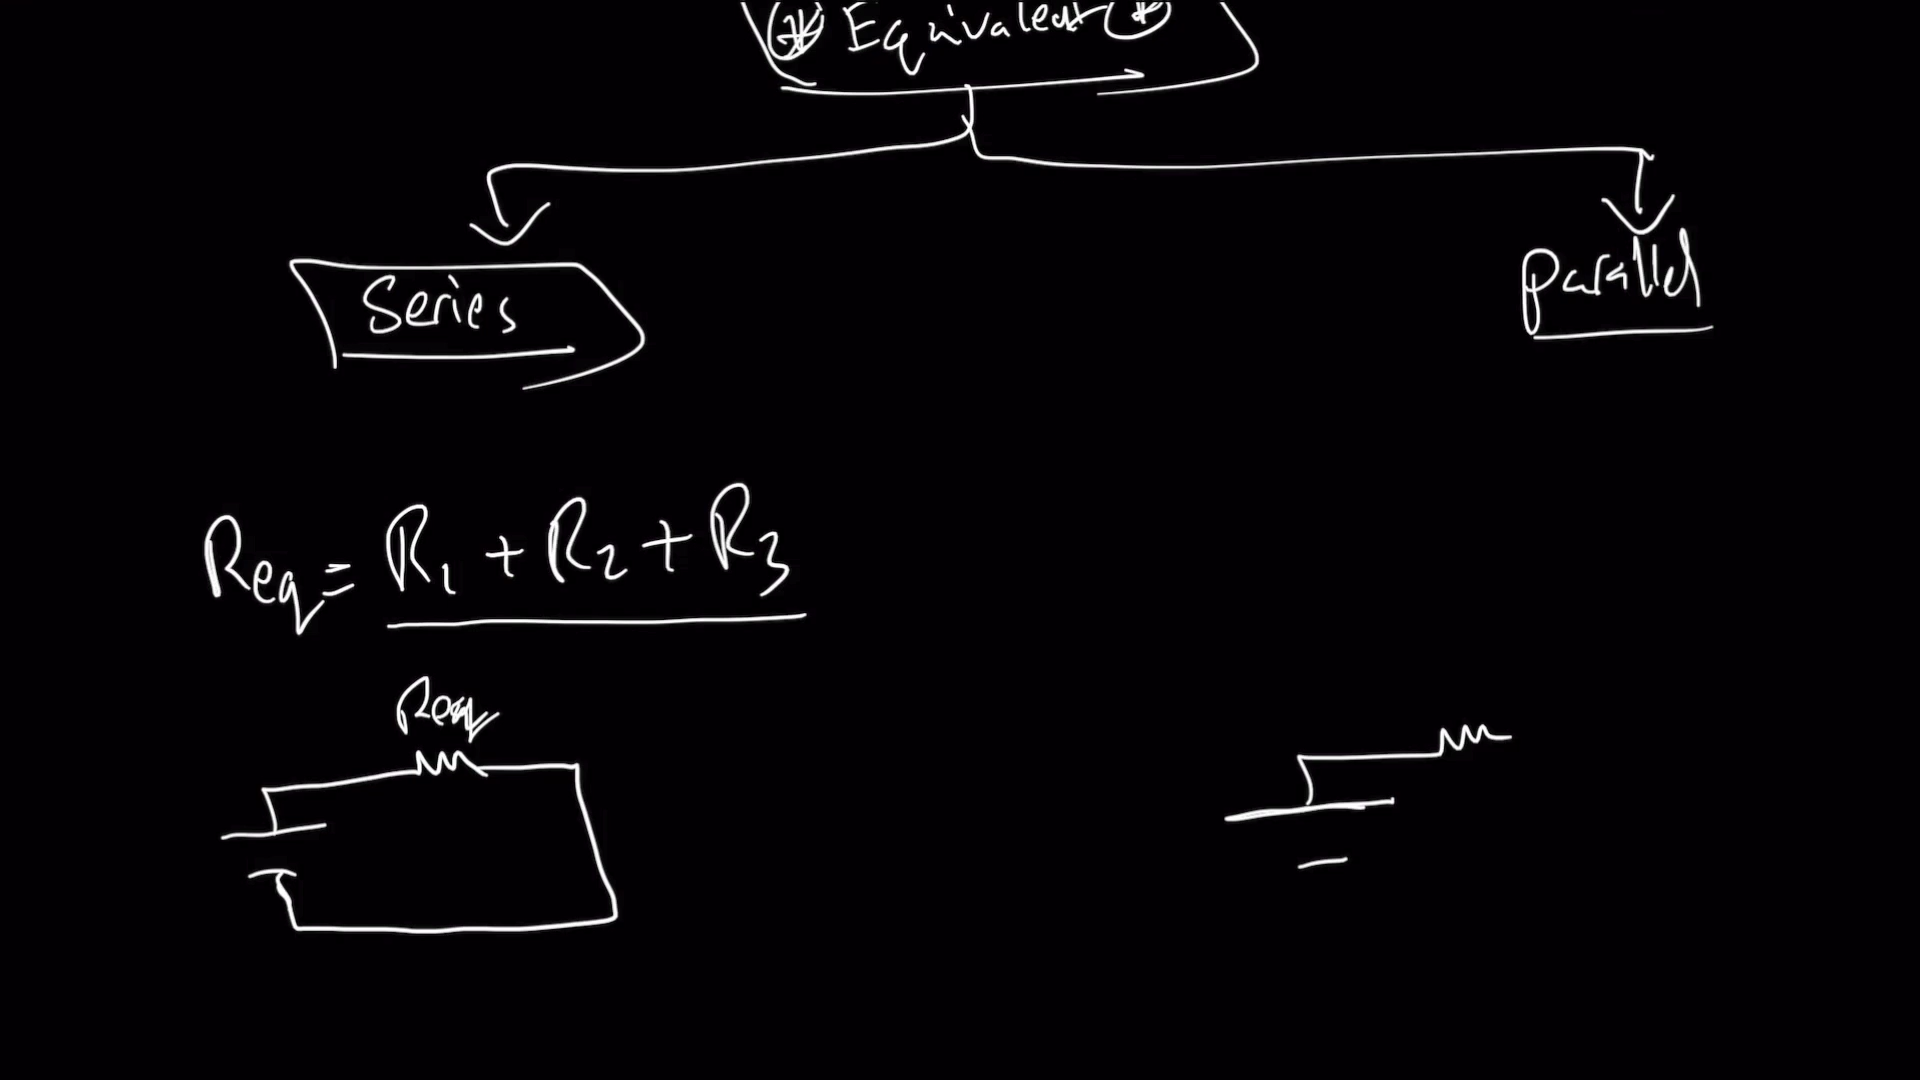 * Equivalent *
Series
parallel
Req = R1 + R2 + R3
Req